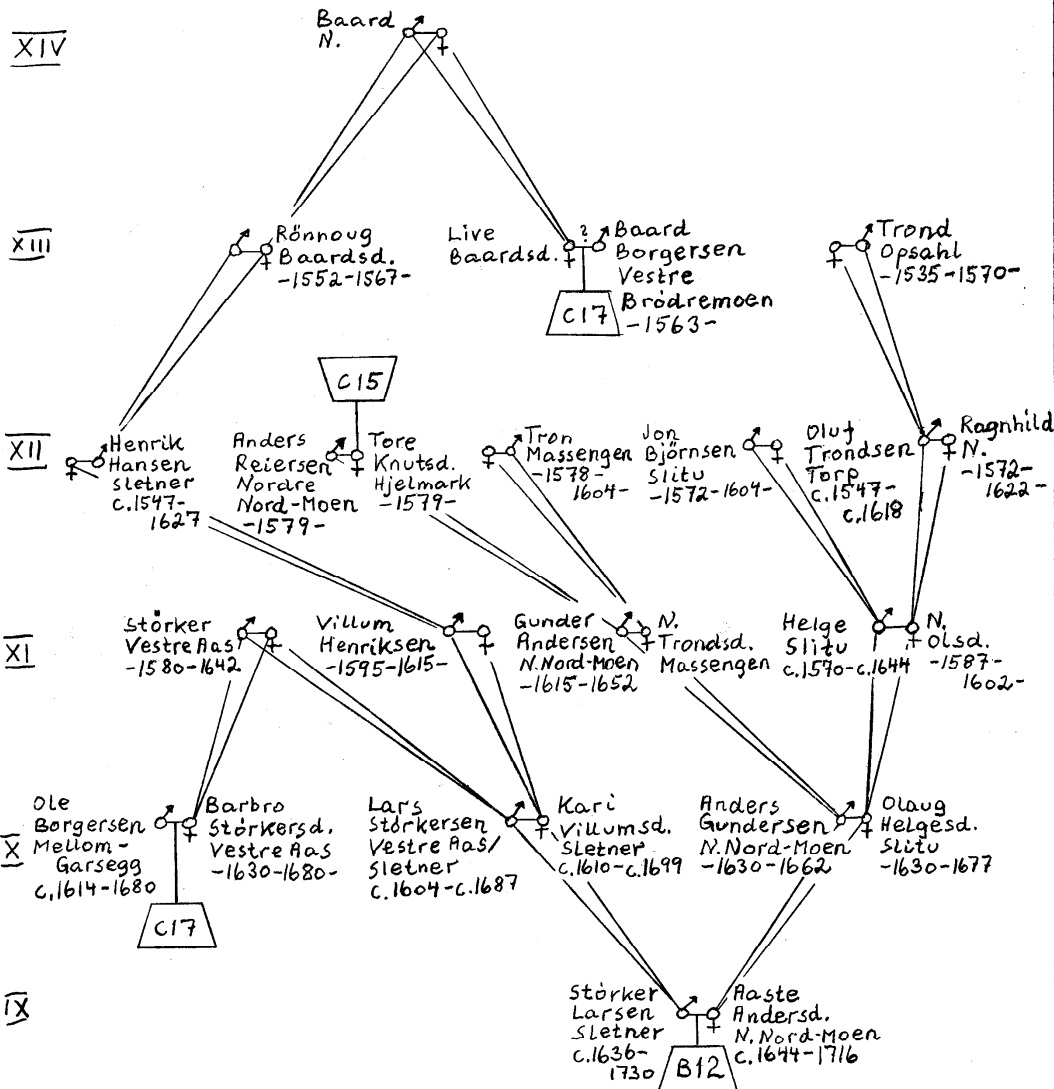 XIV
Baard
N.
XIII
Rönnoug
Baardsd.
-1552-1567-
Live
Baardsd.
?
Baard
Borgersen
Vestre
Brödremoen
-1563-
C17
Trond
Opsahl
-1535-1570-
C15
XII
Henrik
Hansen
Sletner
c.1547-
1627
Anders
Reiersen
Nordre
Nord-Moen
-1579-
Tore
Knutsd.
Hjelmark
-1579-
Tron
Massengen
-1578-
1604-
Jon
Björnsen
Slitu
-1572-1604-
Oluf
Trondsen
Torp
c.1547-
c.1618
Ragnhild
N.
-1572-
1622-
XI
Störker
Vestre Aas
-1580-1642
Villum
Henriksen
-1595-1615-
Gunder
Andersen
N.Nord-Moen
-1615-1652
N.
Trondsd.
Massengen
Helge
Slitu
c.1570-c.1644
N.
Olsd.
-1587-
1602-
X
Ole
Borgersen
Mellom-
Garsegg
c.1614-1680
Barbro
Störkersd.
Vestre Aas
-1630-1680-
C17
Lars
Störkersen
Vestre Aas/
Sletner
c.1604-c.1687
Kari
Villumsd.
Sletner
c.1610-c.1699
Anders
Gundersen
N.Nord-Moen
-1630-1662
Olaug
Helgesd.
Slitu
-1630-1677
IX
Störker
Larsen
Sletner
c.1636-
1730
Aaste
Andersd.
N.Nord-Moen
c.1644-1716
B12